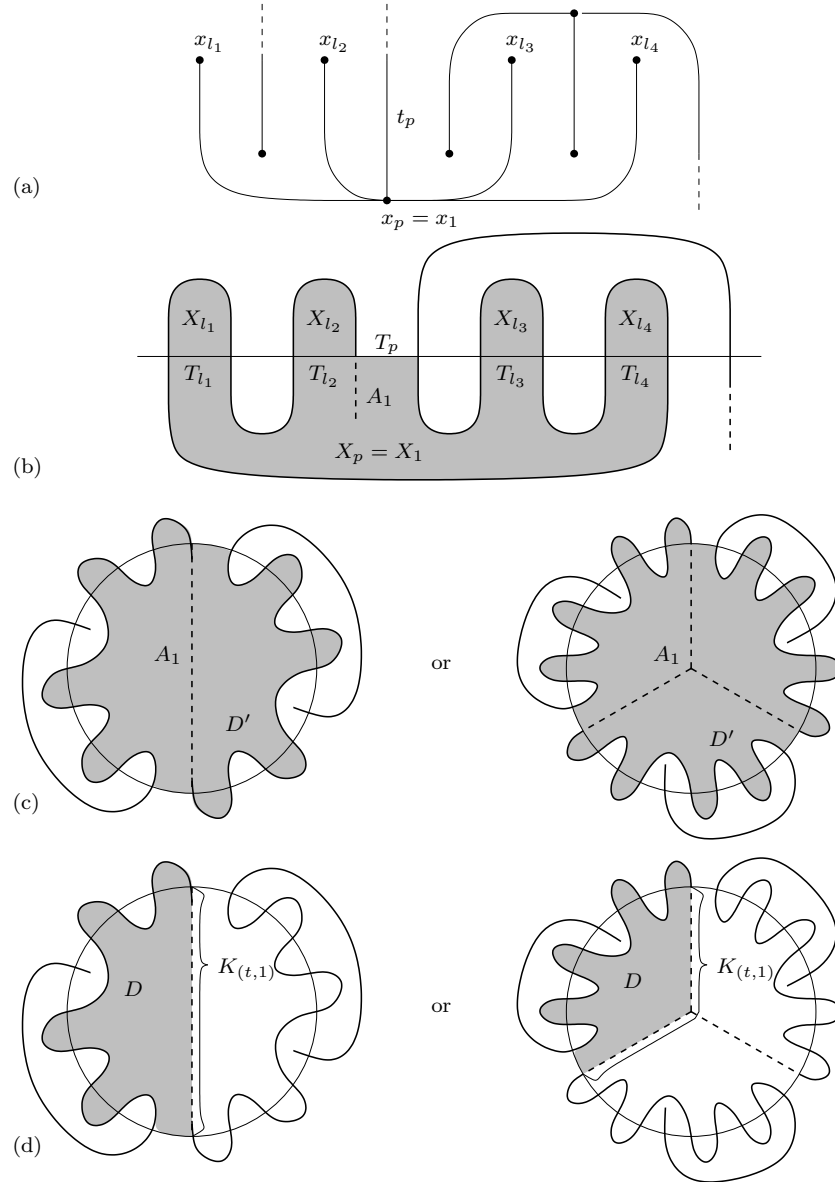 x_{l_1} x_{l_2} x_{l_3} x_{l_4}
t_p
(a)
x_p = x_1
X_{l_1} X_{l_2} X_{l_3} X_{l_4}
T_p
T_{l_1} T_{l_2} T_{l_3} T_{l_4}
A_1
X_p = X_1
(b)
A_1 or A_1
D′ D′
(c)
D K_{(t,1)} D K_{(t,1)}
or
(d)